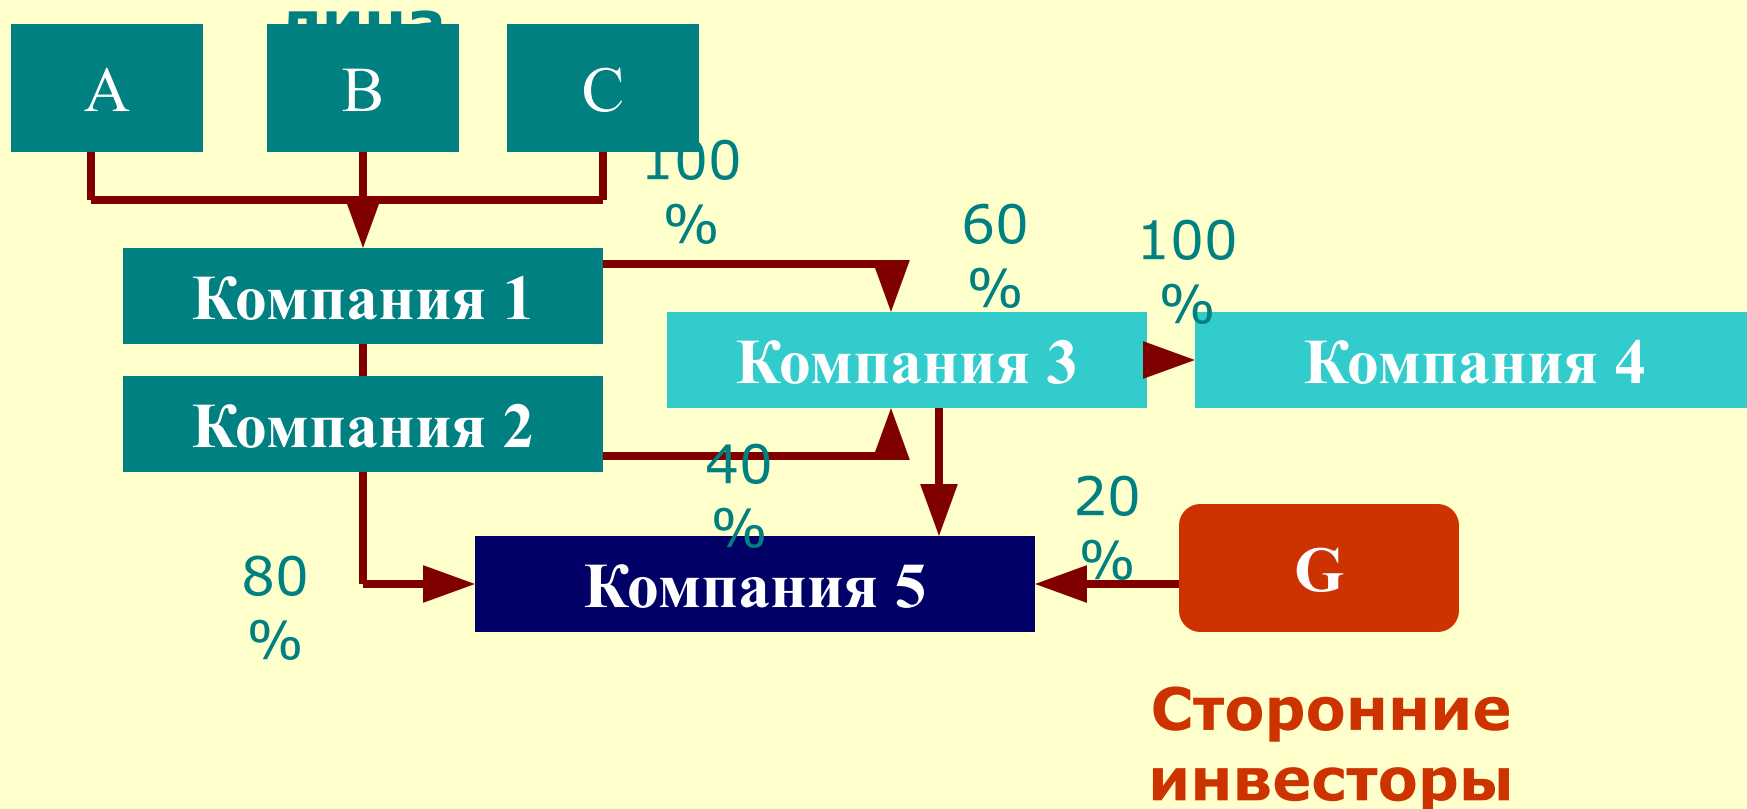 A
B
C
100
%
60
%
100
%
Компания 1
Компания 3
Компания 4
Компания 2
40
%
20
%
80
%
Компания 5
G
Сторонние
инвесторы